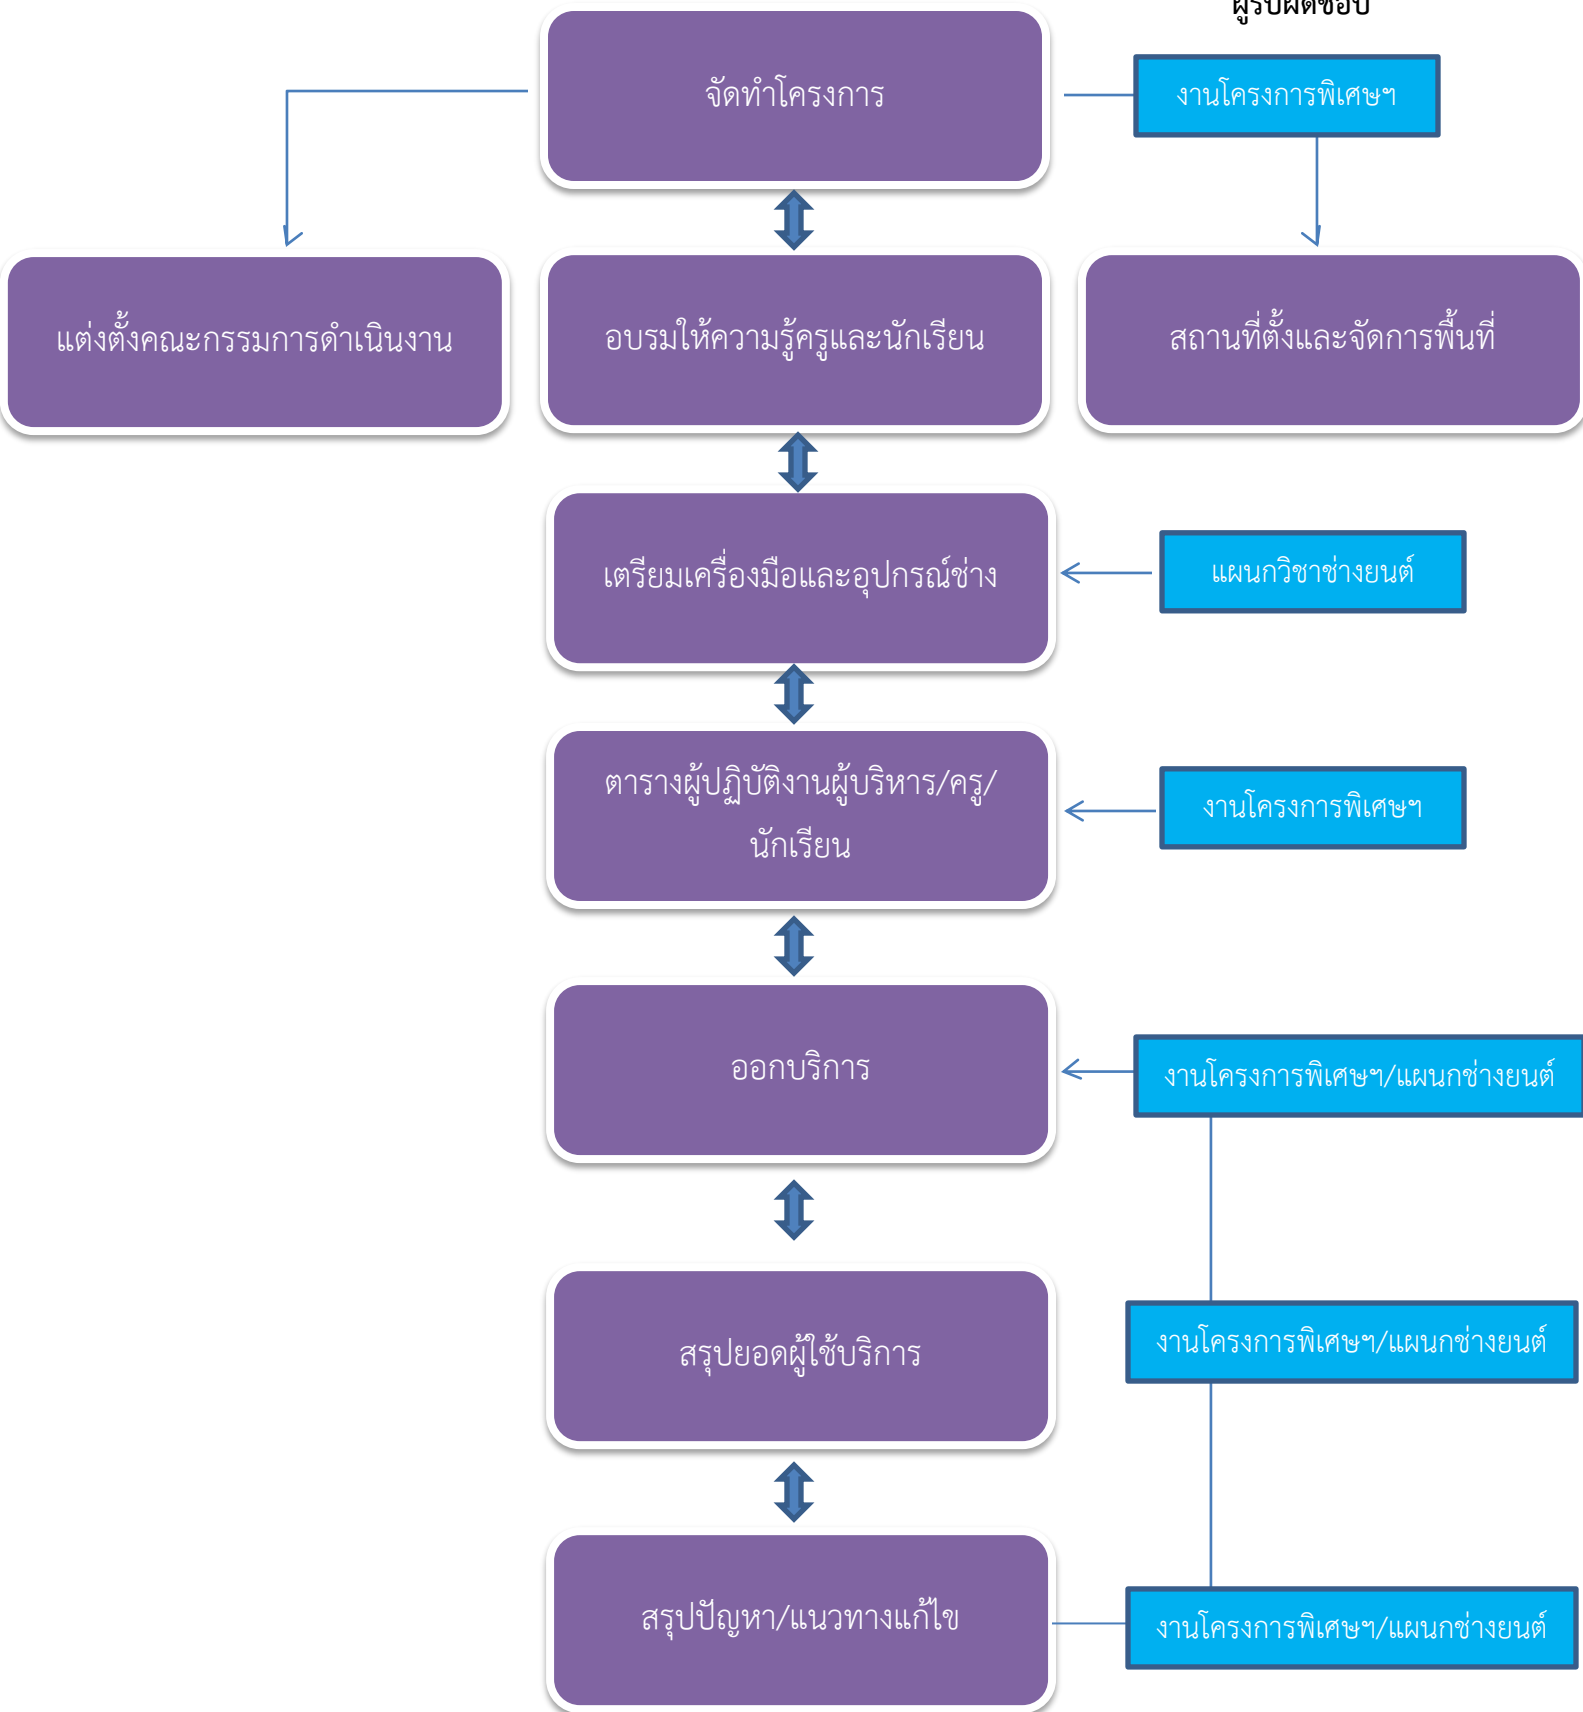 ผู้รับผิดชอบ
จัดทำโครงการ
งานโครงการพิเศษฯ
แต่งตั้งคณะกรรมการดำเนินงาน
อบรมให้ความรู้ครูและนักเรียน
สถานที่ตั้งและจัดการพื้นที่
เตรียมเครื่องมือและอุปกรณ์ช่าง
แผนกวิชาช่างยนต์
ตารางผู้ปฏิบัติงานผู้บริหาร/ครู/
นักเรียน
งานโครงการพิเศษฯ
ออกบริการ
งานโครงการพิเศษฯ/แผนกช่างยนต์
สรุปยอดผู้ใช้บริการ
งานโครงการพิเศษฯ/แผนกช่างยนต์
สรุปปัญหา/แนวทางแก้ไข
งานโครงการพิเศษฯ/แผนกช่างยนต์